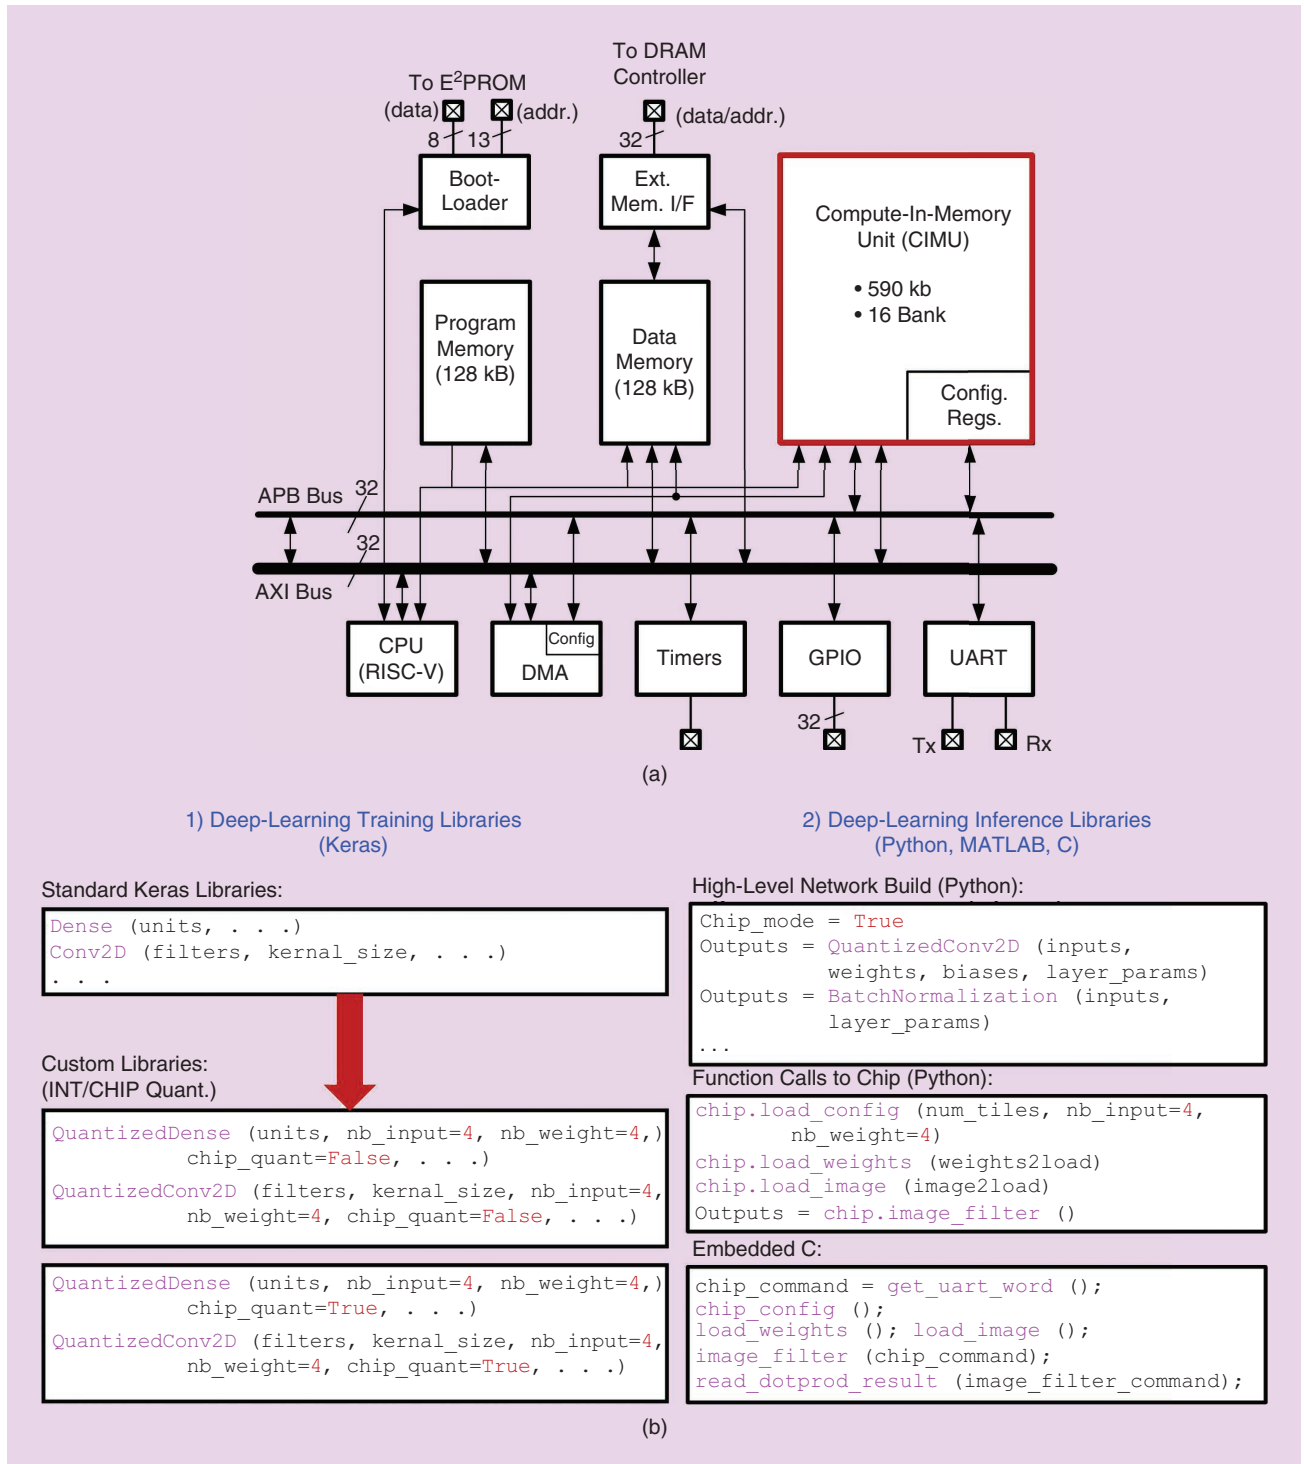 To E²PROM
(data)
(addr.)
8
13
To DRAM
Controller
(data/addr.)
32
Boot-
Loader
Ext.
Mem. I/F
Compute-In-Memory
Unit (CIMU)
• 590 kb
• 16 Bank
Config.
Regs.
Program
Memory
(128 kB)
Data
Memory
(128 kB)
APB Bus
32
32
AXI Bus
CPU
(RISC-V)
Config
DMA
Timers
GPIO
UART
32
Tx
Rx
(a)
1) Deep-Learning Training Libraries
(Keras)
Standard Keras Libraries:
Dense (units, . . .)
Conv2D (filters, kernal_size, . . .)
. . .
Custom Libraries:
(INT/CHIP Quant.)
QuantizedDense (units, nb_input=4, nb_weight=4,)
chip_quant=False, . . .)
QuantizedConv2D (filters, kernal_size, nb_input=4,
nb_weight=4, chip_quant=False, . . .)
QuantizedDense (units, nb_input=4, nb_weight=4,)
chip_quant=True, . . .)
QuantizedConv2D (filters, kernal_size, nb_input=4,
nb_weight=4, chip_quant=True, . . .)
2) Deep-Learning Inference Libraries
(Python, MATLAB, C)
High-Level Network Build (Python):
Chip_mode = True
Outputs = QuantizedConv2D (inputs,
weights, biases, layer_params)
Outputs = BatchNormalization (inputs,
layer_params)
...
Function Calls to Chip (Python):
chip.load_config (num_tiles, nb_input=4,
nb_weight=4)
chip.load_weights (weights2load)
chip.load_image (image2load)
Outputs = chip.image_filter ()
Embedded C:
chip_command = get_uart_word ();
chip_config ();
load_weights (); load_image ();
image_filter (chip_command);
read_dotprod_result (image_filter_command);
(b)